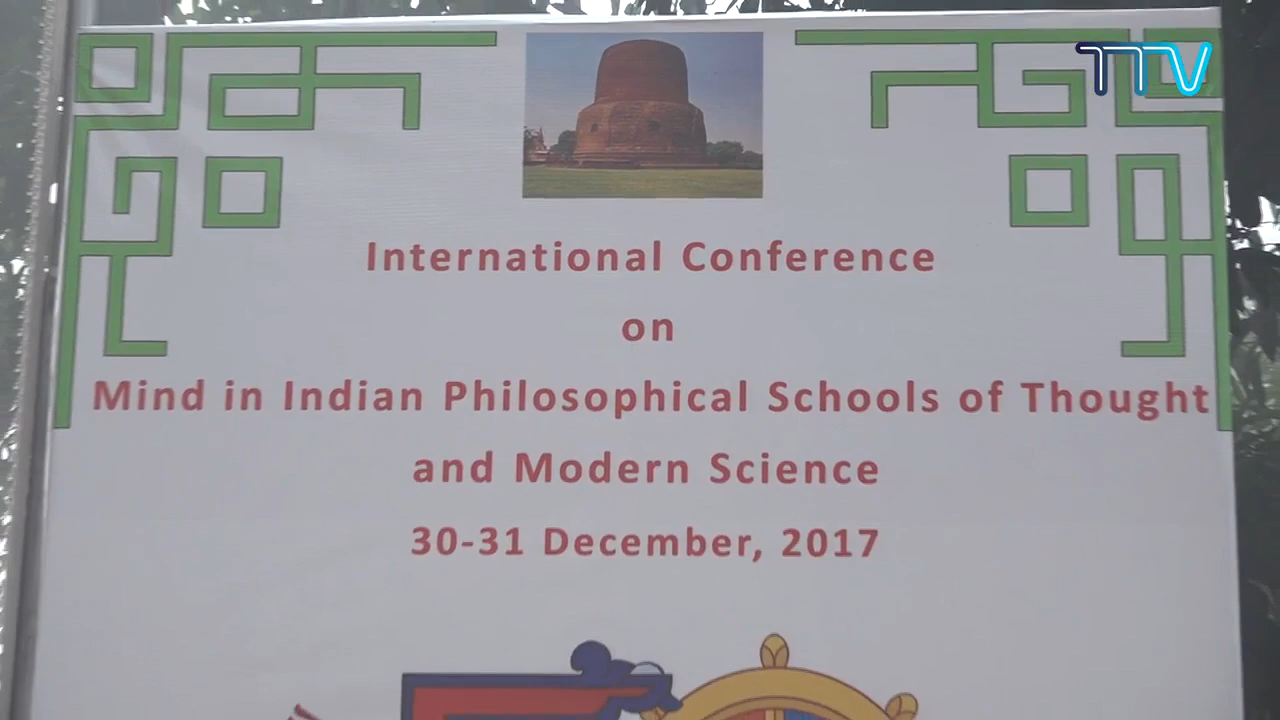 TTV
International Conference
on
Mind in Indian Philosophical Schools of Thought
and Modern Science
30-31 December, 2017